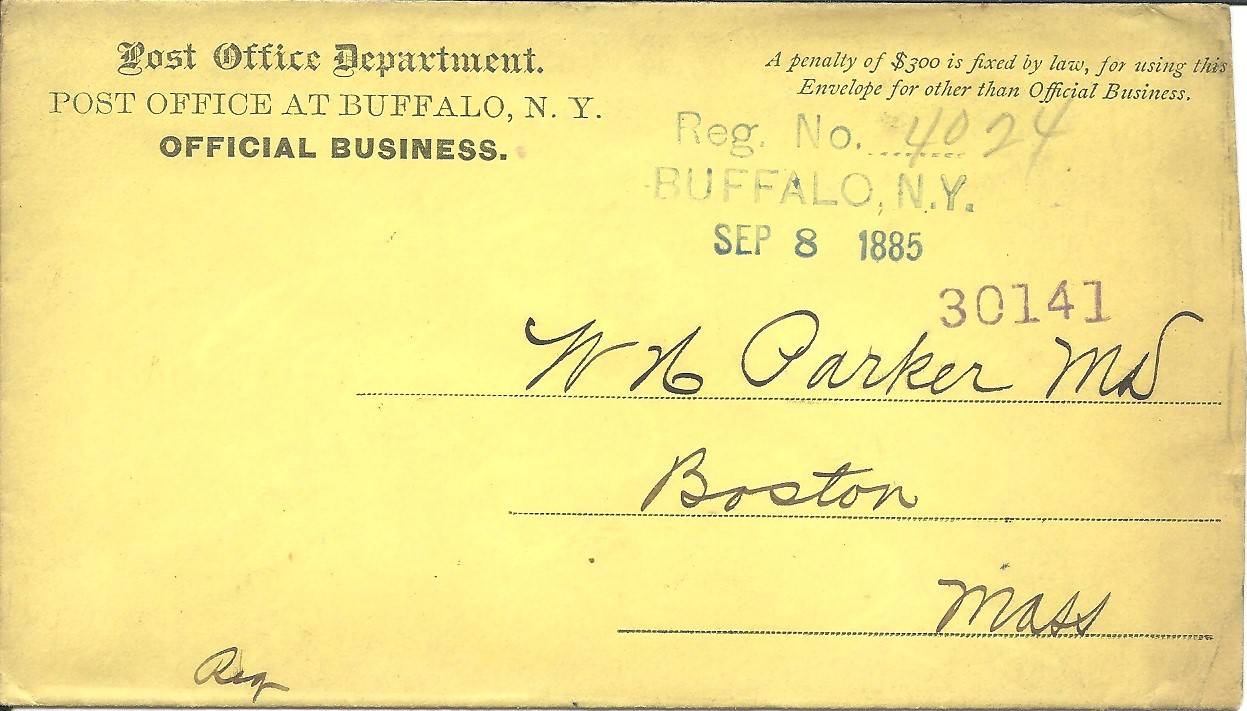 Post Office Department.
POST OFFICE AT BUFFALO, N. Y.
OFFICIAL BUSINESS.
A penalty of $300 is fixed by law, for using this
Envelope for other than Official Business.
Reg. No. 4024
BUFFALO, N.Y.
SEP 8 1885
30141
W H Parker MD
Boston
Mass
Reg